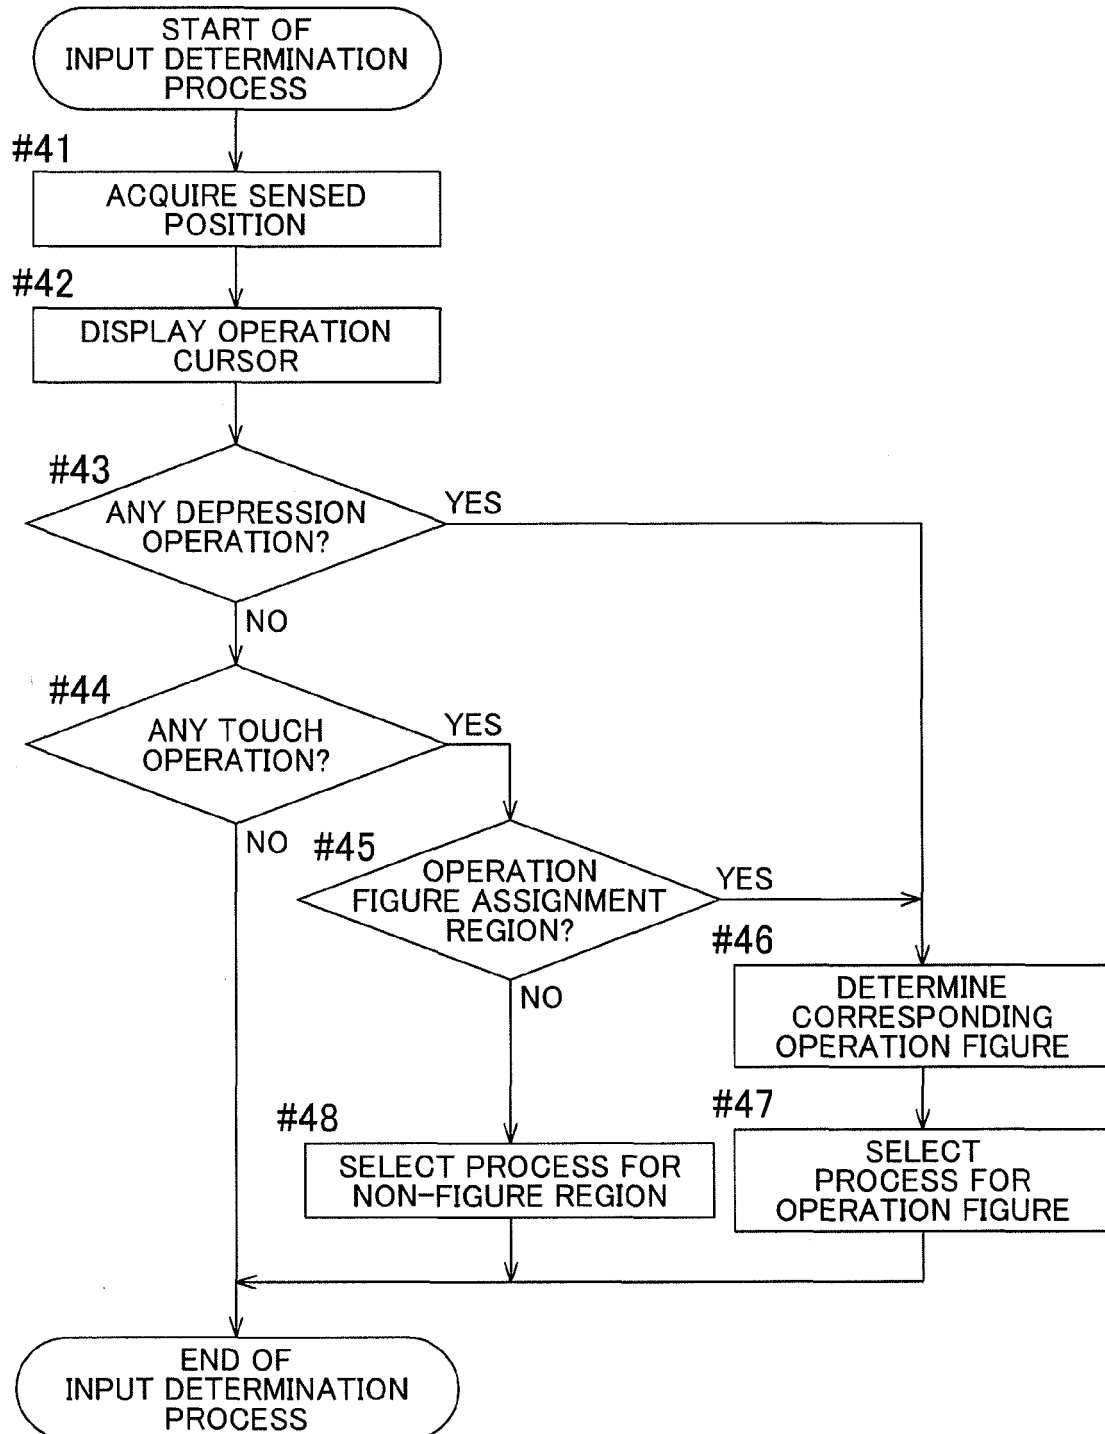 START OF
INPUT DETERMINATION
PROCESS
#41
ACQUIRE SENSED
POSITION
#42
DISPLAY OPERATION
CURSOR
#43
ANY DEPRESSION
OPERATION?
YES
NO
#44
ANY TOUCH
OPERATION?
YES
NO
#45
OPERATION
FIGURE ASSIGNMENT
REGION?
YES
NO
#46
DETERMINE
CORRESPONDING
OPERATION FIGURE
#47
SELECT
PROCESS FOR
OPERATION FIGURE
#48
SELECT PROCESS FOR
NON-FIGURE REGION
END OF
INPUT DETERMINATION
PROCESS